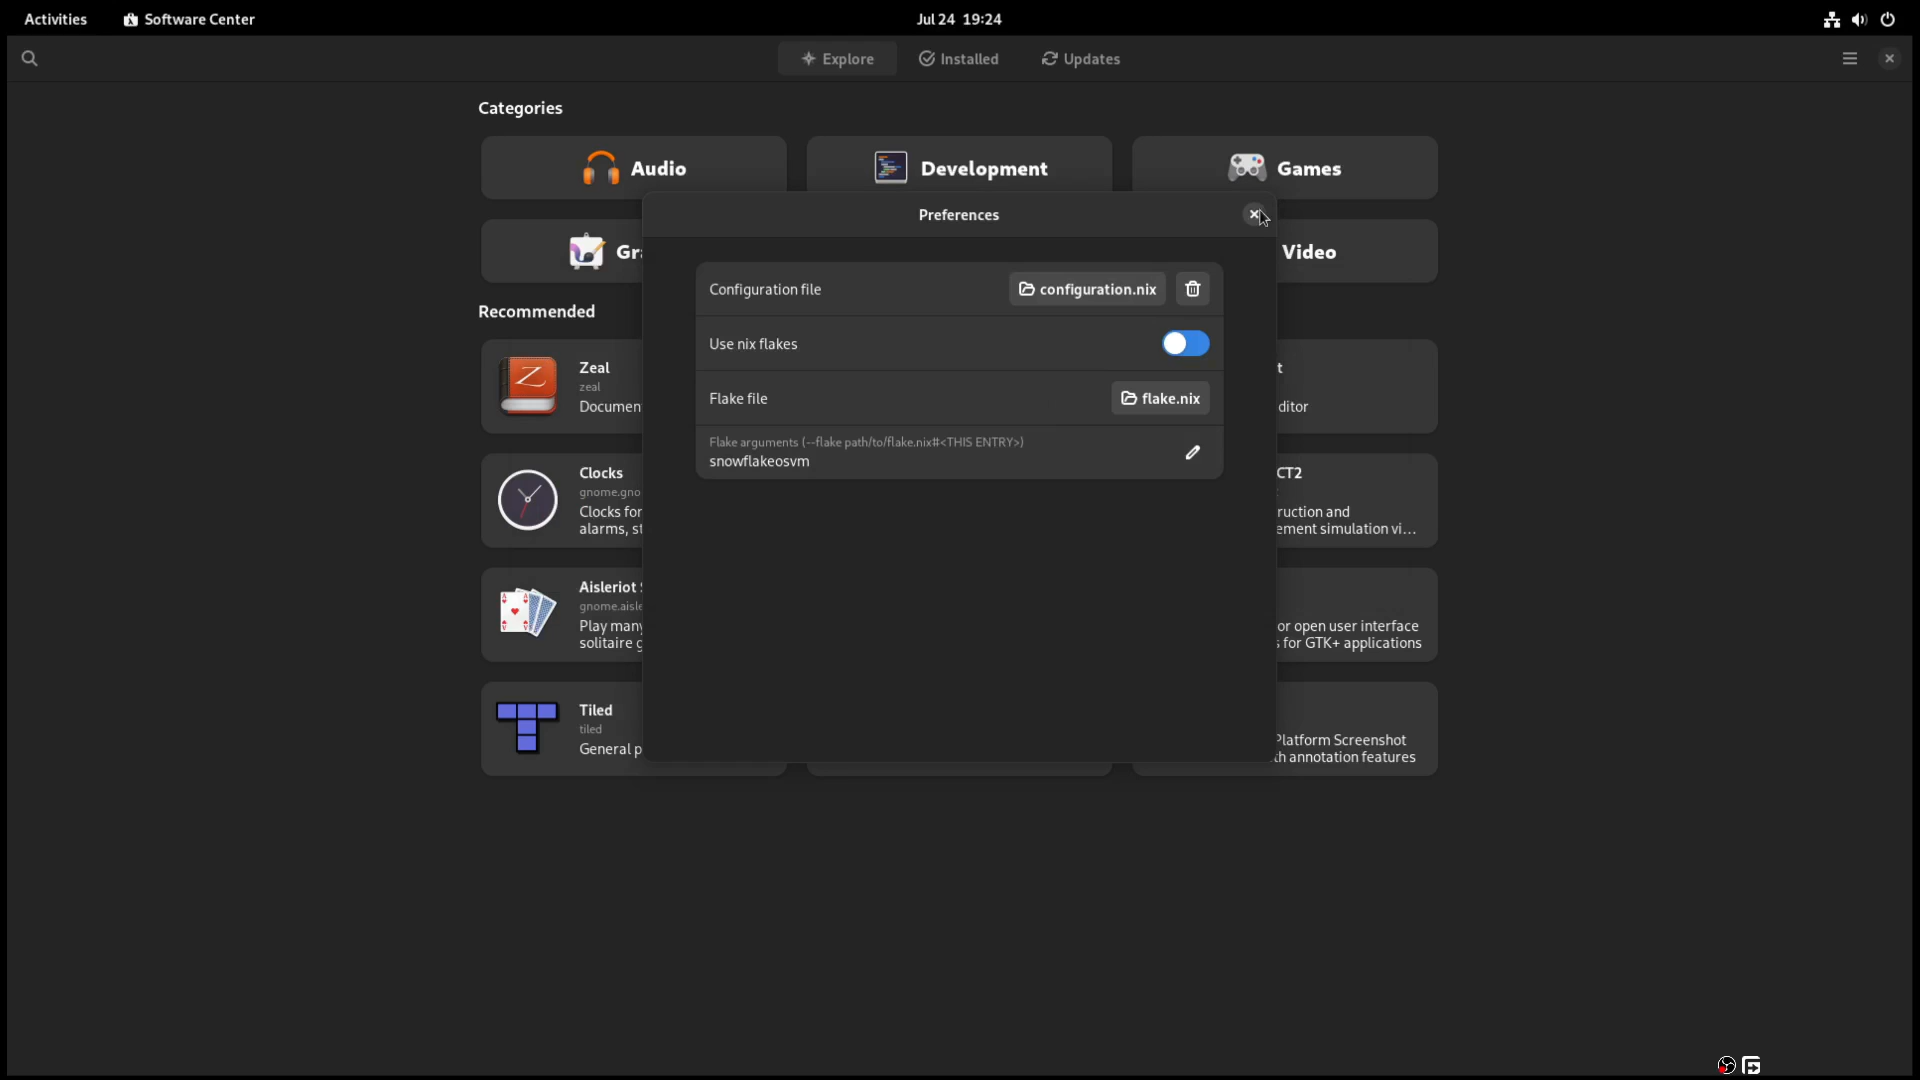 Activities
Software Center
Jul 24 19:24
Explore
Installed
Updates
Categories
Audio
Development
Games
Gra
Video
Preferences
Configuration file
configuration.nix
Use nix flakes
Flake file
flake.nix
Flake arguments (--flake path/to/flake.nix#<THIS ENTRY>)
snowflakeosvm
Recommended
Zeal
zeal
Documen
t
ditor
Clocks
gnome.gno
Clocks for
alarms, st
CT2
ruction and
ement simulation vi...
Aisleriot
gnome.aisle
Play many
solitaire g
or open user interface
s for GTK+ applications
Tiled
tiled
General p
Platform Screenshot
th annotation features